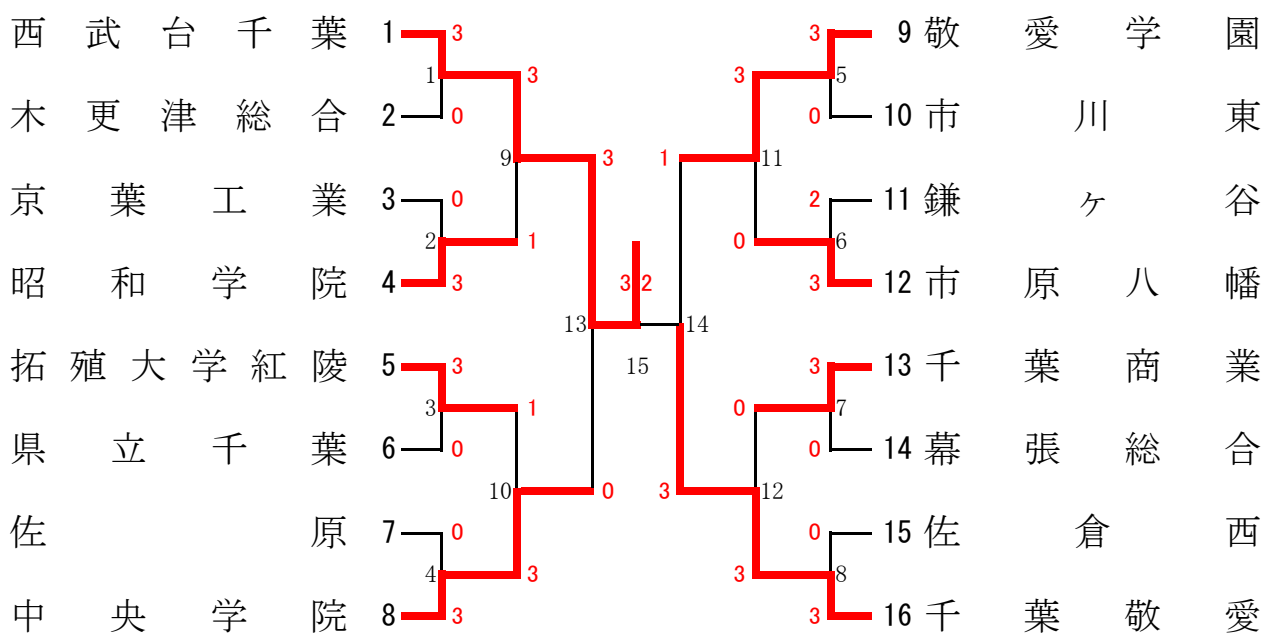 西武台千葉 1 3 3 9 敬愛学園
1 3 3 5
木更津総合 2 0 0 10 市川東
9 3 1 11
京葉工業 3 0 2 11 鎌ヶ谷
2 1 0 6
昭和学院 4 3 3 2 3 12 市原八幡
13 14
拓殖大学紅陵 5 3 15 3 13 千葉商業
3 1 0 7
県立千葉 6 0 0 14 幕張総合
10 0 3 12
佐原 7 0 0 15 佐倉西
4 3 3 8
中央学院 8 3 3 16 千葉敬愛